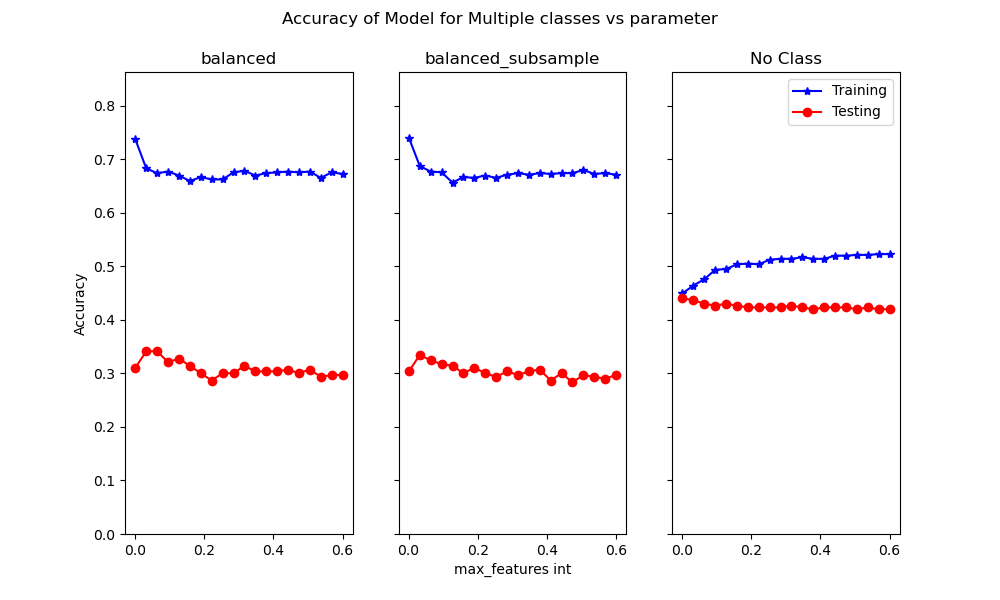 Accuracy of Model for Multiple classes vs parameter
balanced
balanced_subsample
No Class
Training
Testing
Accuracy
0.8
0.7
0.6
0.5
0.4
0.3
0.2
0.1
0.0
0.0 0.2 0.4 0.6
0.0 0.2 0.4 0.6
0.0 0.2 0.4 0.6
max_features int